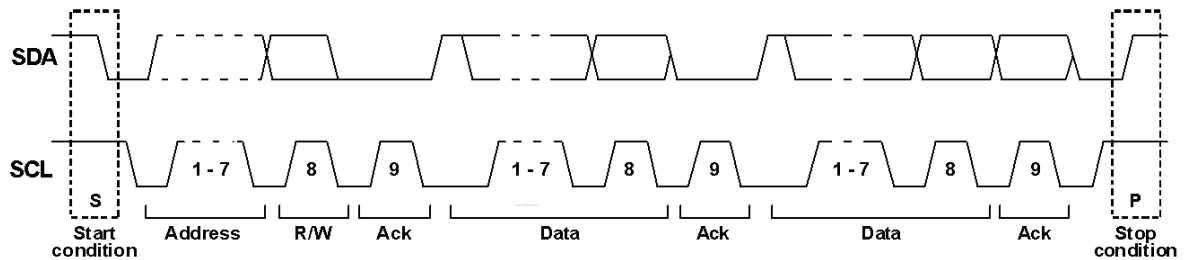 SDA
SCL
1 - 7 8 9 1 - 7 8 9 1 - 7 8 9
S P
Start condition Address R/W Ack Data Ack Data Ack Stop condition